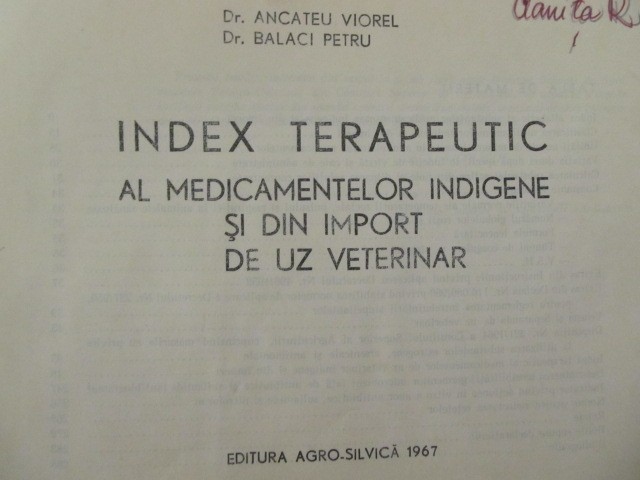 Dr. ANCATEU VIOREL
Dr. BALACI PETRU
INDEX TERAPEUTIC
AL MEDICAMENTELOR INDIGENE
ȘI DIN IMPORT
DE UZ VETERINAR
EDITURA AGRO-SILVICĂ 1967